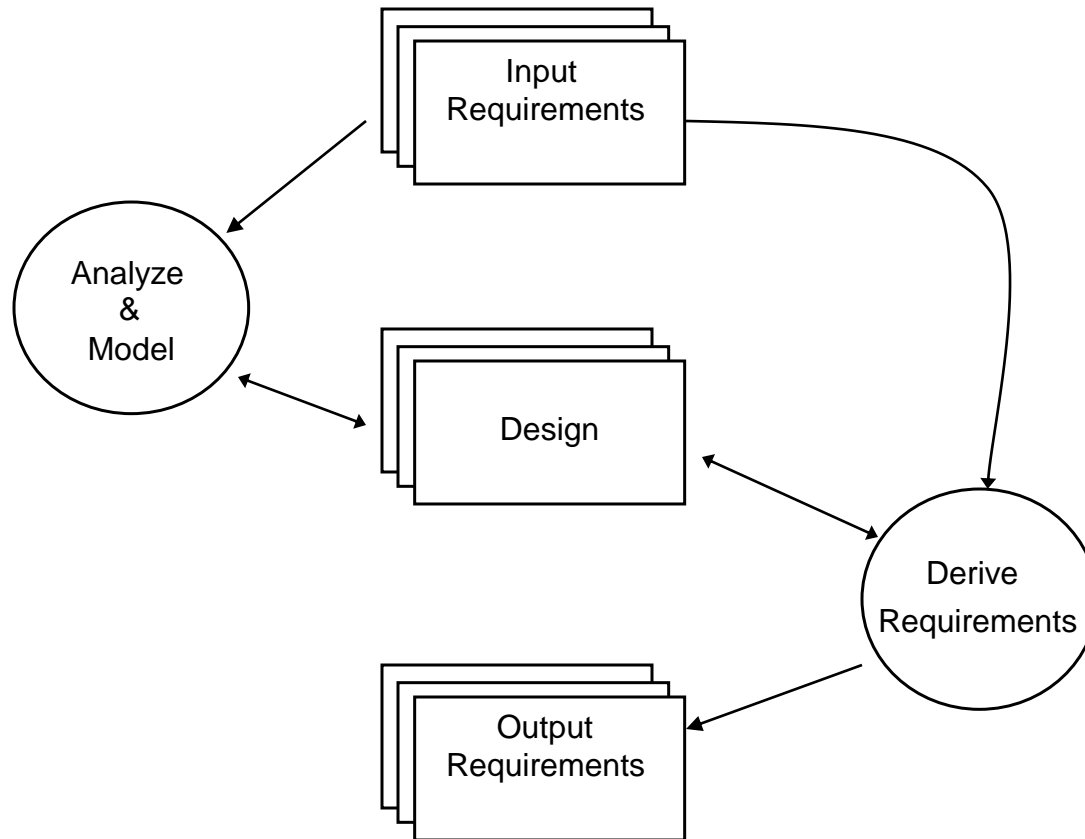 Input
Requirements
Analyze
&
Model
Design
Derive
Requirements
Output
Requirements